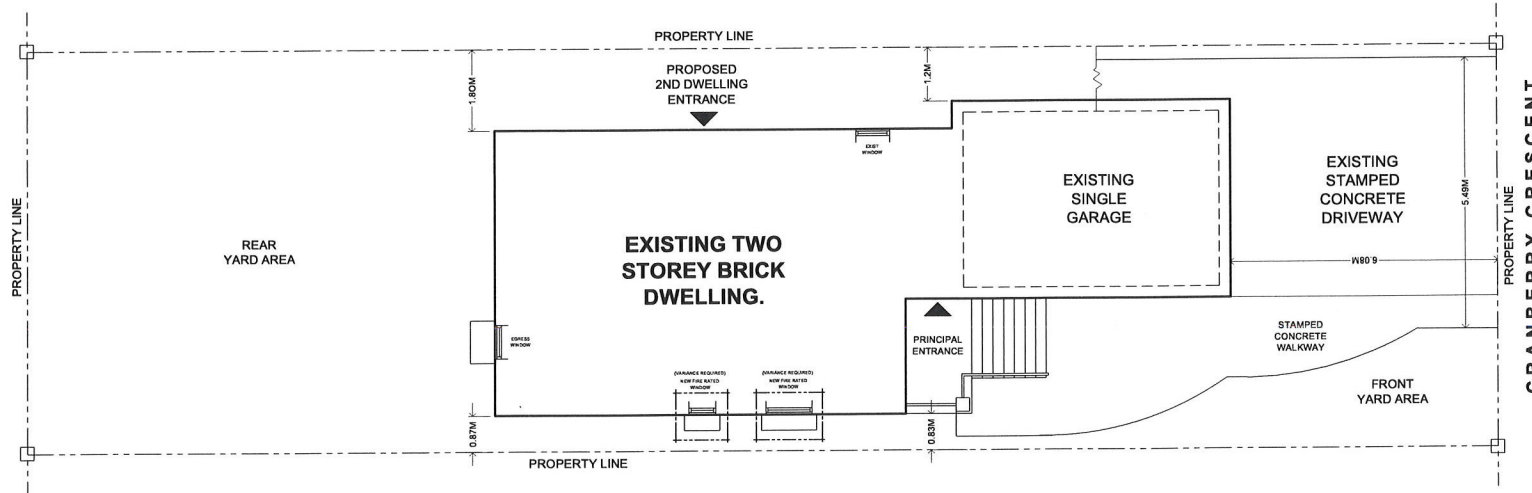 PROPERTY LINE
PROPOSED
2ND DWELLING
ENTRANCE
1.80M
1.2M
EXIST
WINDOW
EXISTING
SINGLE
GARAGE
EXISTING
STAMPED
CONCRETE
DRIVEWAY
5.49M
6.08M
PROPERTY LINE
CRANBERRY CRESCENT
PROPERTY LINE
REAR
YARD AREA
EXISTING TWO
STOREY BRICK
DWELLING.
EGRESS
WINDOW
PRINCIPAL
ENTRANCE
STAMPED
CONCRETE
WALKWAY
FRONT
YARD AREA
(VARIANCE REQUIRED)
NEW FIRE RATED
WINDOW
(VARIANCE REQUIRED)
NEW FIRE RATED
WINDOW
0.87M
0.83M
PROPERTY LINE